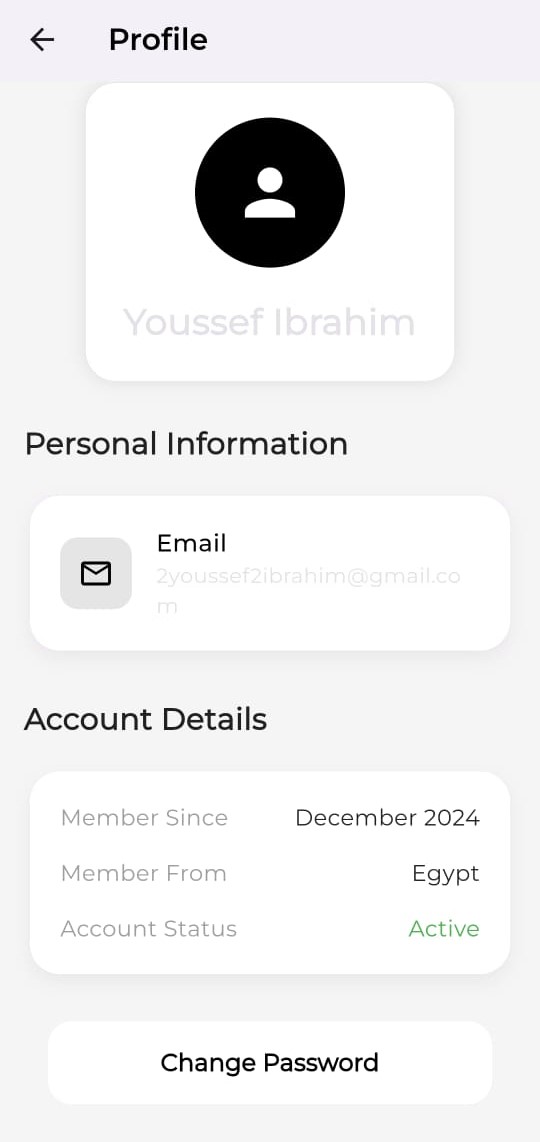 Profile
Youssef Ibrahim
Personal Information
Email
2youssef2ibrahim@gmail.co
m
Account Details
Member Since December 2024
Member From Egypt
Account Status Active
Change Password